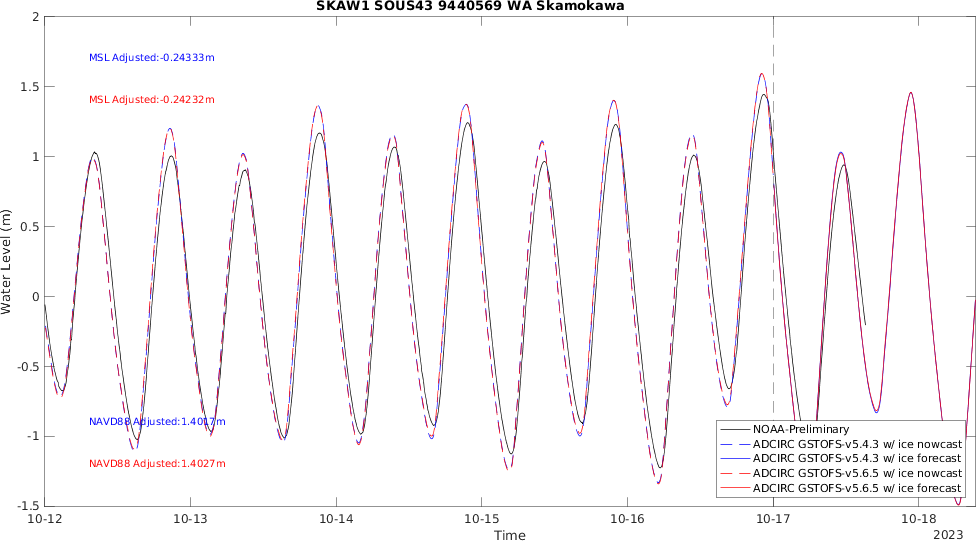 SKAW1 SOUS43 9440569 WA Skamokawa
2
1.5
1
0.5
0
-0.5
-1
-1.5
Water Level (m)
MSL Adjusted:-0.24333m
MSL Adjusted:-0.24232m
NAVD88 Adjusted:1.4017m
NAVD88 Adjusted:1.4027m
NOAA-Preliminary
ADCIRC GSTOFS-v5.4.3 w/ ice nowcast
ADCIRC GSTOFS-v5.4.3 w/ ice forecast
ADCIRC GSTOFS-v5.6.5 w/ ice nowcast
ADCIRC GSTOFS-v5.6.5 w/ ice forecast
10-12 10-13 10-14 10-15 10-16 10-17 10-18
Time
2023